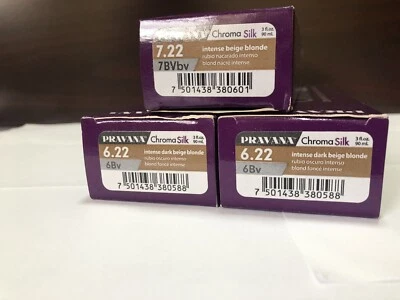 Chroma Silk 3 fl oz. 90 mL
7.22 intense beige blonde
rubio nacarado intenso
7BVbv blond nacré intense
7 501438 380601
PRAVANA Chroma Silk 3 fl oz. 90 mL
6.22 intense dark beige blonde
rubio oscuro intenso
6Bv blond foncé intense
7 501438 380588
PRAVANA Chroma Silk 3 fl oz. 90 mL
6.22 intense dark beige blonde
rubio oscuro intenso
6Bv blond foncé intense
7 501438 380588